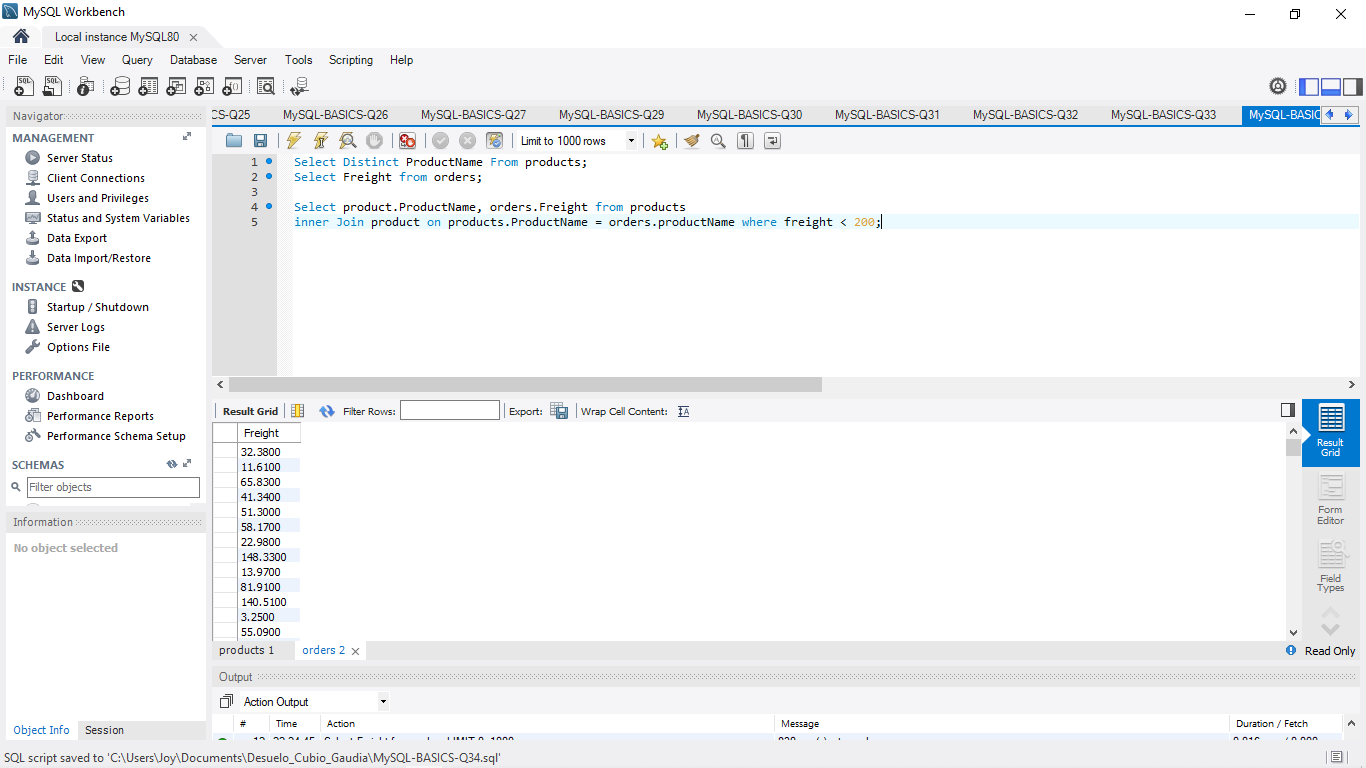 MySQL Workbench
Local instance MySQL80
File Edit View Query Database Server Tools Scripting Help
Navigator
MANAGEMENT
Server Status
Client Connections
Users and Privileges
Status and System Variables
Data Export
Data Import/Restore
INSTANCE
Startup / Shutdown
Server Logs
Options File
PERFORMANCE
Dashboard
Performance Reports
Performance Schema Setup
SCHEMAS
Filter objects
Information
No object selected
Object Info Session
CS-Q25 MySQL-BASICS-Q26 MySQL-BASICS-Q27 MySQL-BASICS-Q29 MySQL-BASICS-Q30 MySQL-BASICS-Q31 MySQL-BASICS-Q32 MySQL-BASICS-Q33 MySQL-BASIC
Limit to 1000 rows
1 Select Distinct ProductName From products;
2 Select Freight from orders;
3
4 Select product.ProductName, orders.Freight from products
5 inner Join product on products.ProductName = orders.productName where freight < 200;
Result Grid Filter Rows: Export: Wrap Cell Content:
Freight
32.3800
11.6100
65.8300
41.3400
51.3000
58.1700
22.9800
148.3300
13.9700
81.9100
140.5100
3.2500
55.0900
Result
Grid
Form
Editor
Field
Types
products 1 orders 2 Read Only
Output
Action Output
# Time Action Message Duration / Fetch
SQL script saved to 'C:\Users\Joy\Documents\Desuelo_Cubio_Gaudia\MySQL-BASICS-Q34.sql'